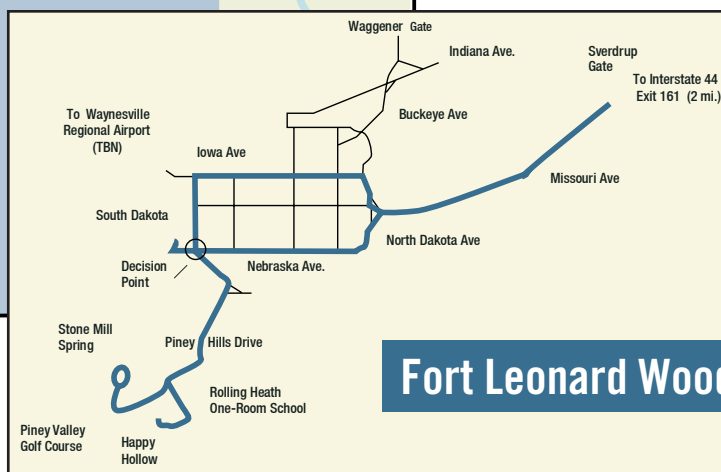 Waggener Gate
Indiana Ave.
Sverdrup
Gate
To Interstate 44
Exit 161 (2 mi.)
To Waynesville
Regional Airport
(TBN)
Buckeye Ave
Iowa Ave
Missouri Ave
South Dakota
North Dakota Ave
Decision
Point
Nebraska Ave.
Stone Mill
Spring
Piney Hills Drive
Fort Leonard Wood
Rolling Heath
One-Room School
Piney Valley
Golf Course
Happy
Hollow